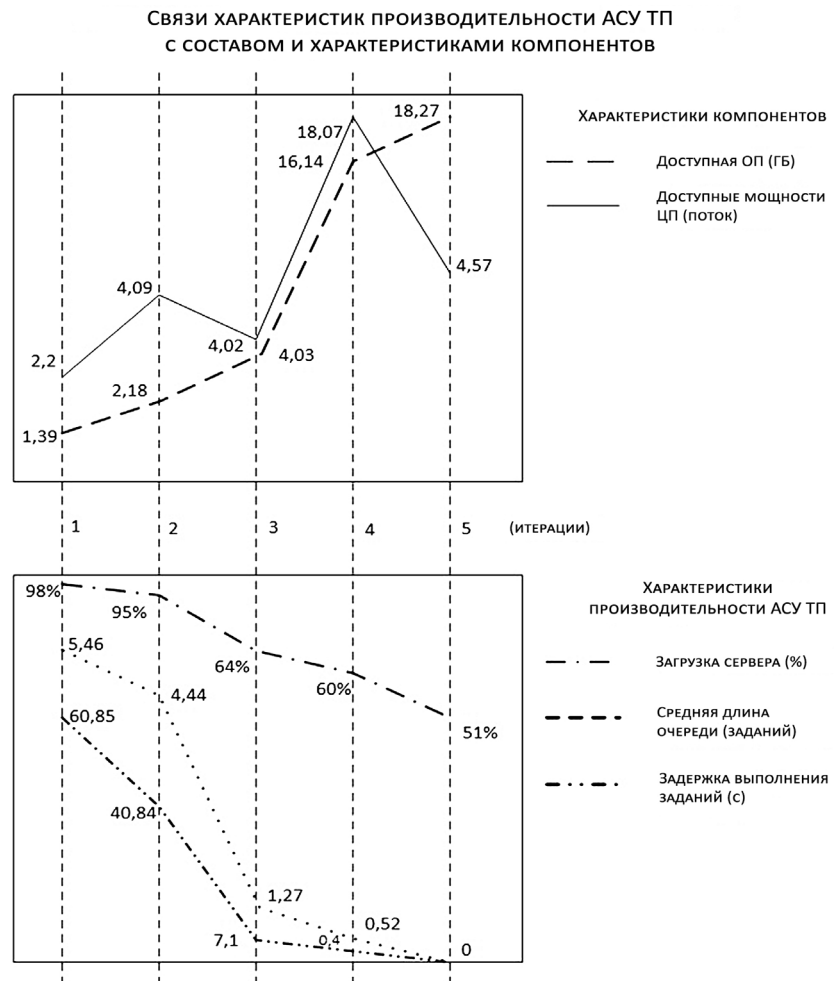 Связи характеристик производительности АСУ ТП
с составом и характеристиками компонентов
18,27
18,07
16,14
4,57
4,09
4,02
4,03
2,2
2,18
1,39
Характеристики компонентов
Доступная ОП (ГБ)
Доступные мощности
ЦП (поток)
1 2 3 4 5 (итерации)
98%
95%
64%
60%
51%
5,46
4,44
1,27
0,52
60,85
40,84
7,1
0,4
0
Характеристики
производительности АСУ ТП
Загрузка сервера (%)
Средняя длина
очереди (заданий)
Задержка выполнения
заданий (с)